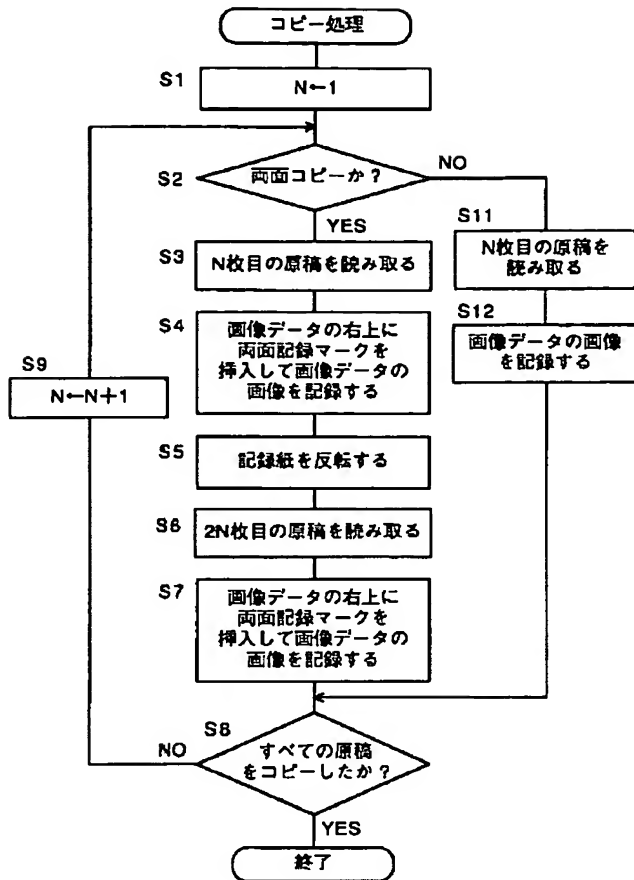 コピー処理
S1
N←1
S2
両面コピーか？
NO
YES
S3
N枚目の原稿を読み取る
S4
画像データの右上に
両面記録マークを
挿入して画像データの
画像を記録する
S5
記録紙を反転する
S6
2N枚目の原稿を読み取る
S7
画像データの右上に
両面記録マークを
挿入して画像データの
画像を記録する
S11
N枚目の原稿を
読み取る
S12
画像データの画像
を記録する
S9
N←N＋1
S8
すべての原稿
をコピーしたか？
NO
YES
終了